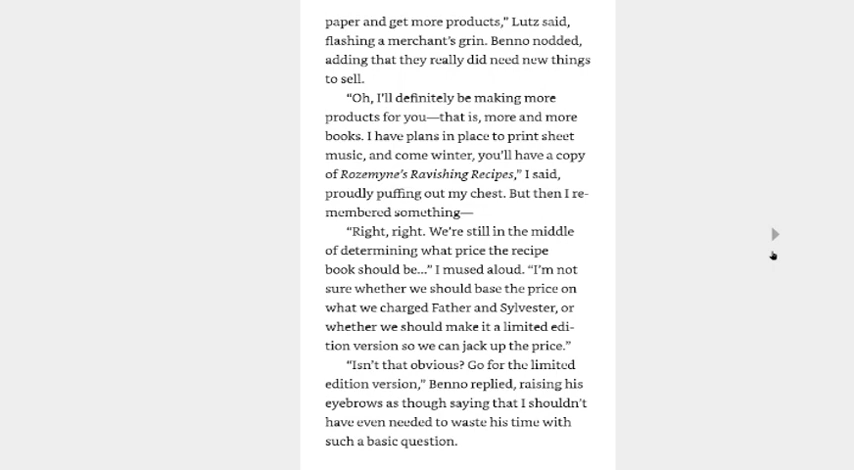 paper and get more products,” Lutz said,
flashing a merchant’s grin. Benno nodded,
adding that they really did need new things
to sell.
“Oh, I’ll definitely be making more
products for you—that is, more and more
books. I have plans in place to print sheet
music, and come winter, you’ll have a copy
of Rozemyne’s Ravishing Recipes,” I said,
proudly puffing out my chest. But then I re-
membered something—
“Right, right. We’re still in the middle
of determining what price the recipe
book should be...” I mused aloud. “I’m not
sure whether we should base the price on
what we charged Father and Sylvester, or
whether we should make it a limited edi-
tion version so we can jack up the price.”
“Isn’t that obvious? Go for the limited
edition version,” Benno replied, raising his
eyebrows as though saying that I shouldn’t
have even needed to waste his time with
such a basic question.